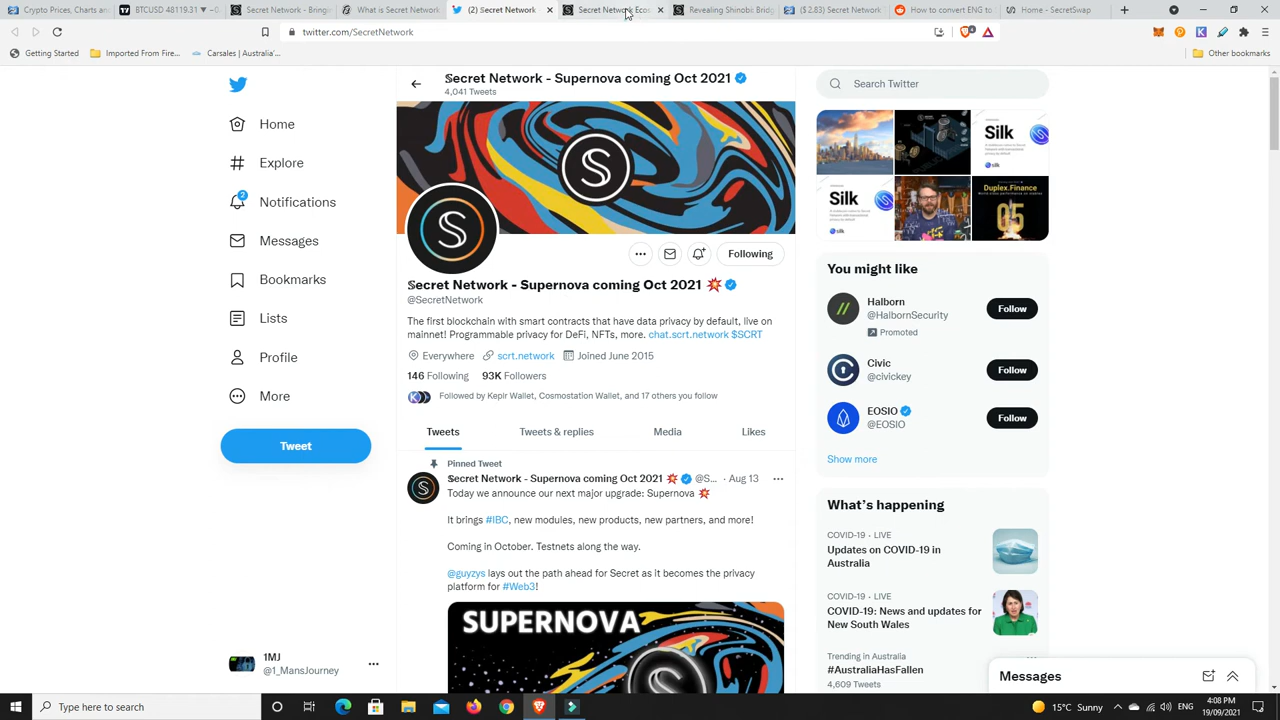 Crypto Prices, Charts and
BTCUSD 48119.31 ▼
Secret Network - Bringin
What is Secret Network
(2) Secret Network
Secret Network Ecos
Revealing Shinobi Bridg
($ 2.83) Secret Network
How to convert ENG to
Home - SecretSwap
twitter.com/SecretNetwork
Getting Started
Imported From Fire...
Carsales | Australia'...
Other bookmarks
Secret Network - Supernova coming Oct 2021
4,041 Tweets
Search Twitter
Home
Explore
2
Notifications
Messages
Bookmarks
Lists
Profile
More
Tweet
1MJ
@1_MansJourney
Following
Secret Network - Supernova coming Oct 2021 💥
@SecretNetwork
The first blockchain with smart contracts that have data privacy by default, live on
mainnet! Programmable privacy for DeFi, NFTs, more. chat.scrt.network $SCRT
Everywhere scrt.network Joined June 2015
146 Following 93K Followers
Followed by Keplr Wallet, Cosmostation Wallet, and 17 others you follow
Tweets
Tweets & replies
Media
Likes
Pinned Tweet
Secret Network - Supernova coming Oct 2021 💥 @S... · Aug 13
Today we announce our next major upgrade: Supernova 💥
It brings #IBC, new modules, new products, new partners, and more!
Coming in October. Testnets along the way.
@guyzys lays out the path ahead for Secret as it becomes the privacy
platform for #Web3!
SUPERNOVA
Silk
silk
Silk
silk
Duplex.Finance
05
You might like
Halborn
@HalbornSecurity
Promoted
Follow
Civic
@civickey
Follow
EOSIO
@EOSIO
Follow
Show more
What's happening
COVID-19 · LIVE
Updates on COVID-19 in
Australia
COVID-19 · LIVE
COVID-19: News and updates for
New South Wales
Trending in Australia
#AustraliaHasFallen
4,609 Tweets
Messages
Type here to search
15°C Sunny
ENG
4:08 PM
19/09/2021